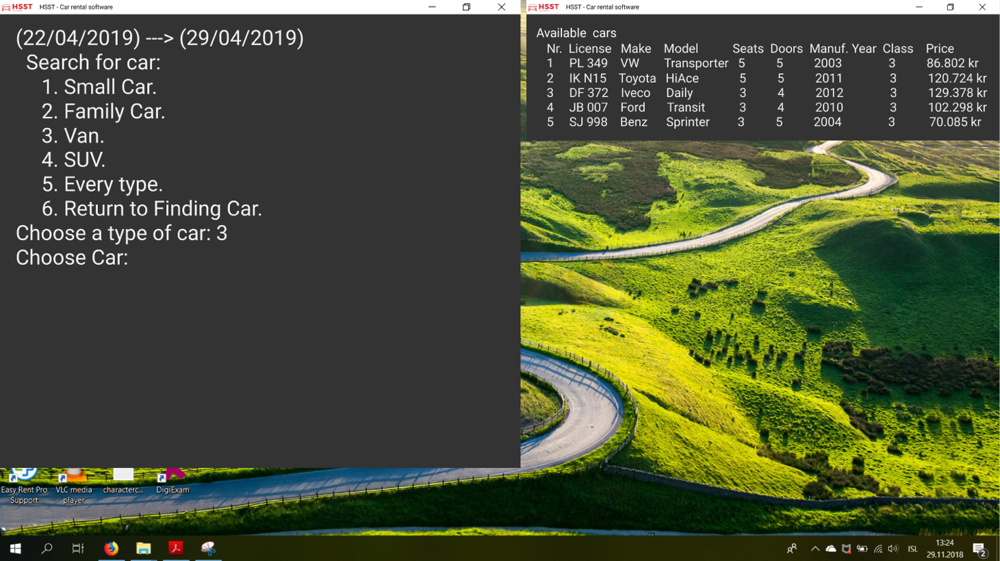 HSST HSST - Car rental software
(22/04/2019) ---> (29/04/2019)
Search for car:
1. Small Car.
2. Family Car.
3. Van.
4. SUV.
5. Every type.
6. Return to Finding Car.
Choose a type of car: 3
Choose Car:
HSST HSST - Car rental software
Available cars
Nr. License Make Model Seats Doors Manuf. Year Class Price
1 PL 349 VW Transporter 5 5 2003 3 86.802 kr
2 IK N15 Toyota HiAce 5 5 2011 3 120.724 kr
3 DF 372 Iveco Daily 3 4 2012 3 129.378 kr
4 JB 007 Ford Transit 3 4 2010 3 102.298 kr
5 SJ 998 Benz Sprinter 3 5 2004 3 70.085 kr
Easy Rent Pro Support
VLC media player
characterc...
DigiExam
ISL
13:24
29.11.2018
2